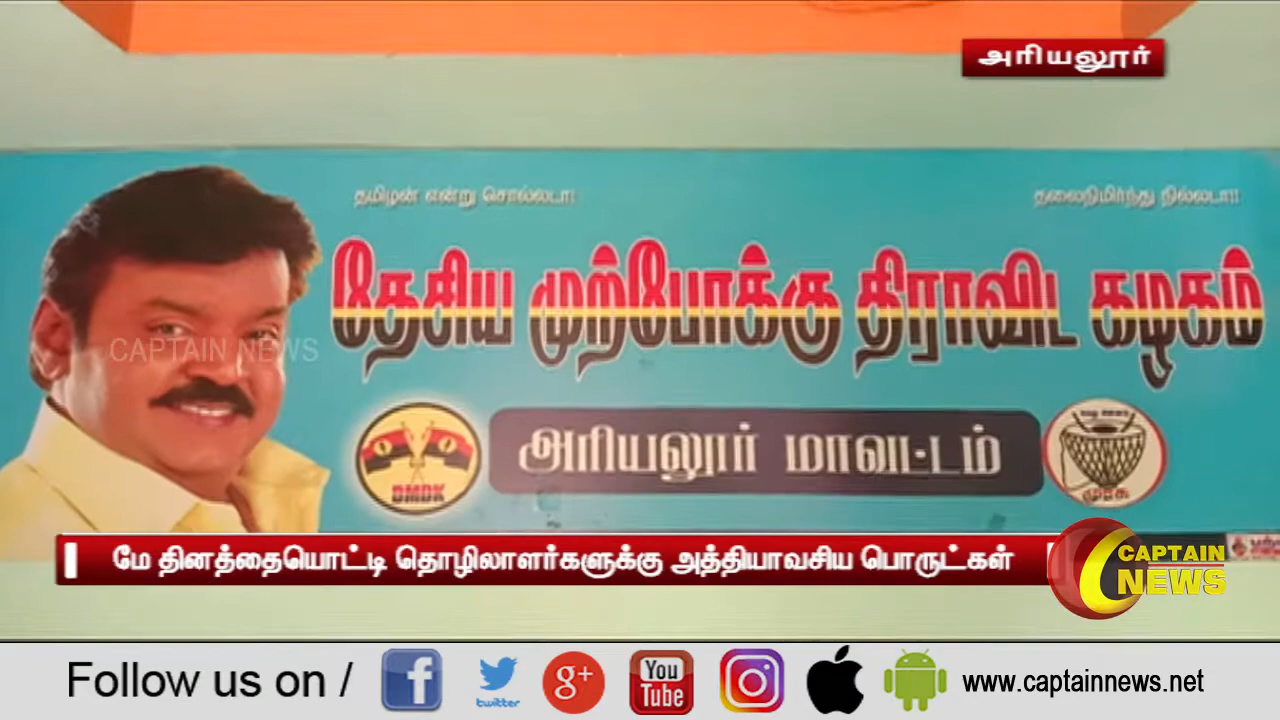 அரியலூர்
தமிழன் என்று சொல்லடா!
தலைநிமிர்ந்து நில்லடா!!
தேசிய முற்போக்கு திராவிட கழகம்
CAPTAIN NEWS
DMDK
அரியலூர் மாவட்டம்
முரசு
மே தினத்தையொட்டி தொழிலாளர்களுக்கு அத்தியாவசிய பொருட்கள்
CAPTAIN NEWS
Follow us on /
twitter
g+
You Tube
www.captainnews.net